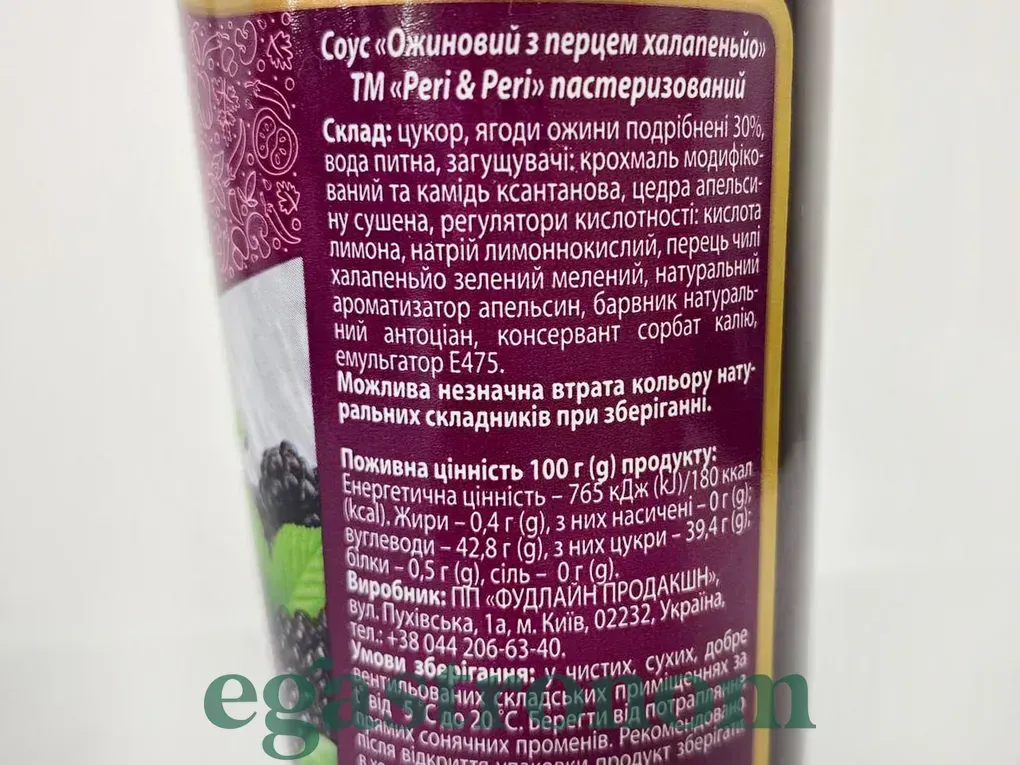 Соус «Ожиновий з перцем халапеньйо»
ТМ «Peri & Peri» пастеризований
Склад: цукор, ягоди ожини подрібнені 30%,
вода питна, загущувачі: крохмаль модифіко-
ваний та камідь ксантанова, цедра апельси-
ну сушена, регулятори кислотності: кислота
лимона, натрій лимоннокислий, перець чилі
халапеньйо зелений мелений, натуральний
ароматизатор апельсин, барвник натураль-
ний антоціан, консервант сорбат калію,
емульгатор Е475.
Можлива незначна втрата кольору нату-
ральних складників при зберіганні.
Поживна цінність 100 г (g) продукту:
Енергетична цінність – 765 кДж (kJ)/180 ккал
(kcal). Жири – 0,4 г (g), з них насичені – 0 г (g);
вуглеводи – 42,8 г (g), з них цукри – 39,4 г (g);
білки – 0,5 г (g), сіль – 0 г (g).
Виробник: ПП «ФУДЛАЙН ПРОДАКШН»,
вул. Пухівська, 1а, м. Київ, 02232, Україна,
тел.: +38 044 206-63-40.
Умови зберігання: у чистих, сухих, добре
вентильованих складських приміщеннях за
від 5°С до 20 °С. Берегти від потрапляння
прямих сонячних променів. Рекомендовано
після відкриття упаковки продукт зберігати
egastronom